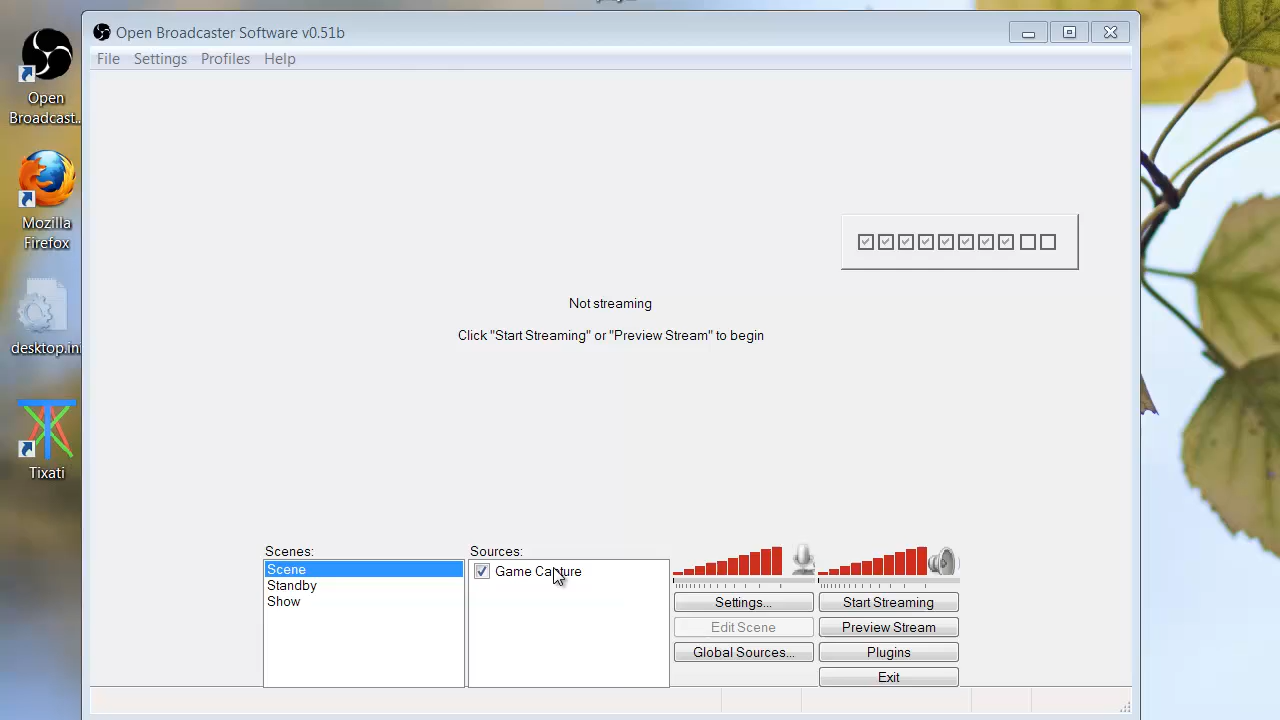 Open Broadcaster Software v0.51b
File Settings Profiles Help
Open
Broadcast...
Mozilla
Firefox
desktop.ini
Tixati
Not streaming
Click "Start Streaming" or "Preview Stream" to begin
Scenes:
Scene
Standby
Show
Sources:
Game Capture
Settings...
Start Streaming
Edit Scene
Preview Stream
Global Sources...
Plugins
Exit